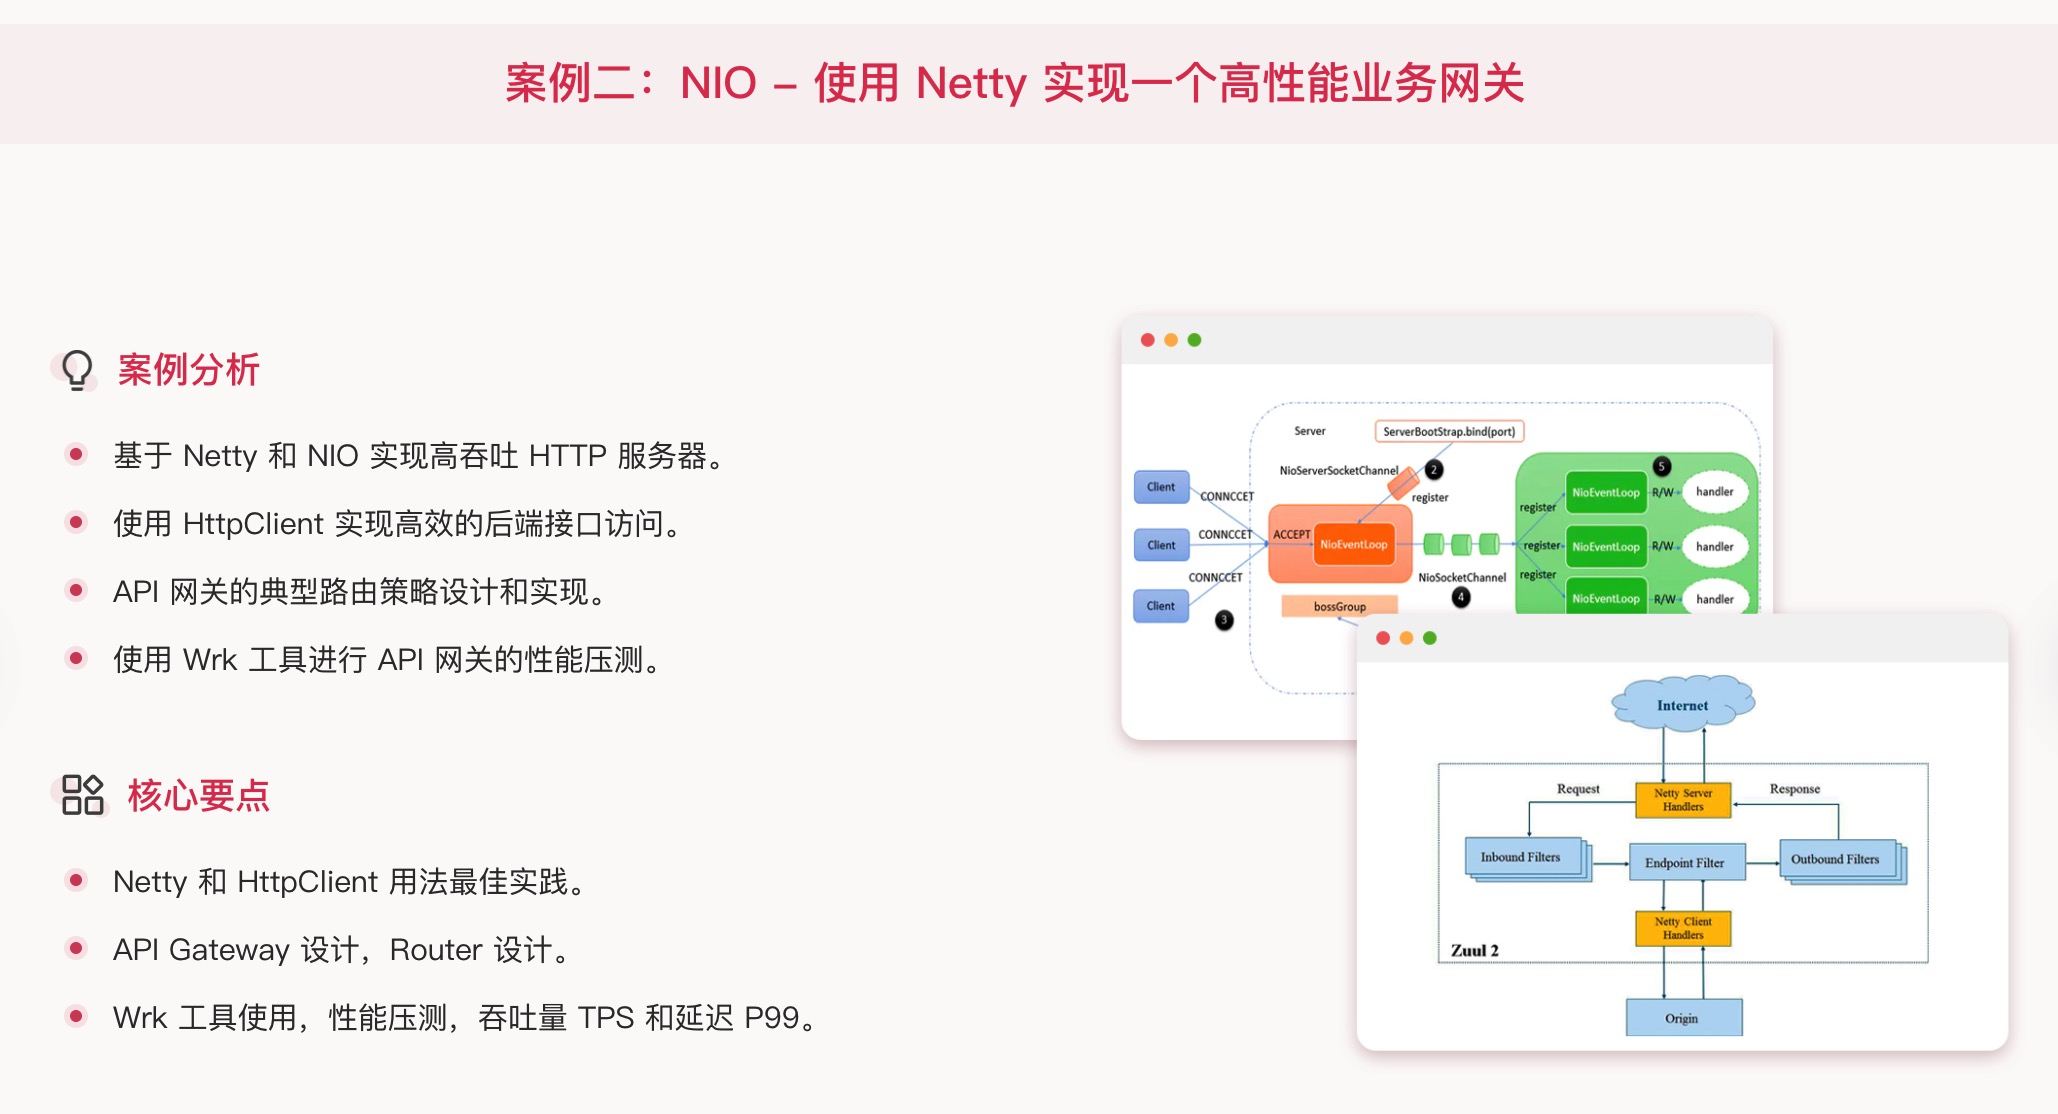 案例二：NIO – 使用 Netty 实现一个高性能业务网关
案例分析
基于 Netty 和 NIO 实现高吞吐 HTTP 服务器。
使用 HttpClient 实现高效的后端接口访问。
API 网关的典型路由策略设计和实现。
使用 Wrk 工具进行 API 网关的性能压测。
核心要点
Netty 和 HttpClient 用法最佳实践。
API Gateway 设计，Router 设计。
Wrk 工具使用，性能压测，吞吐量 TPS 和延迟 P99。
Server
ServerBootStrap.bind(port)
NioServerSocketChannel
2
register
Client
CONNCCET
Client
CONNCCET
Client
CONNCCET
3
ACCEPT
NioEventLoop
bossGroup
NioSocketChannel
4
5
register
NioEventLoop
R/W
handler
register
NioEventLoop
R/W
handler
register
NioEventLoop
R/W
handler
Internet
Request
Netty Server
Handlers
Response
Inbound Filters
Endpoint Filter
Outbound Filters
Netty Client
Handlers
Zuul 2
Origin